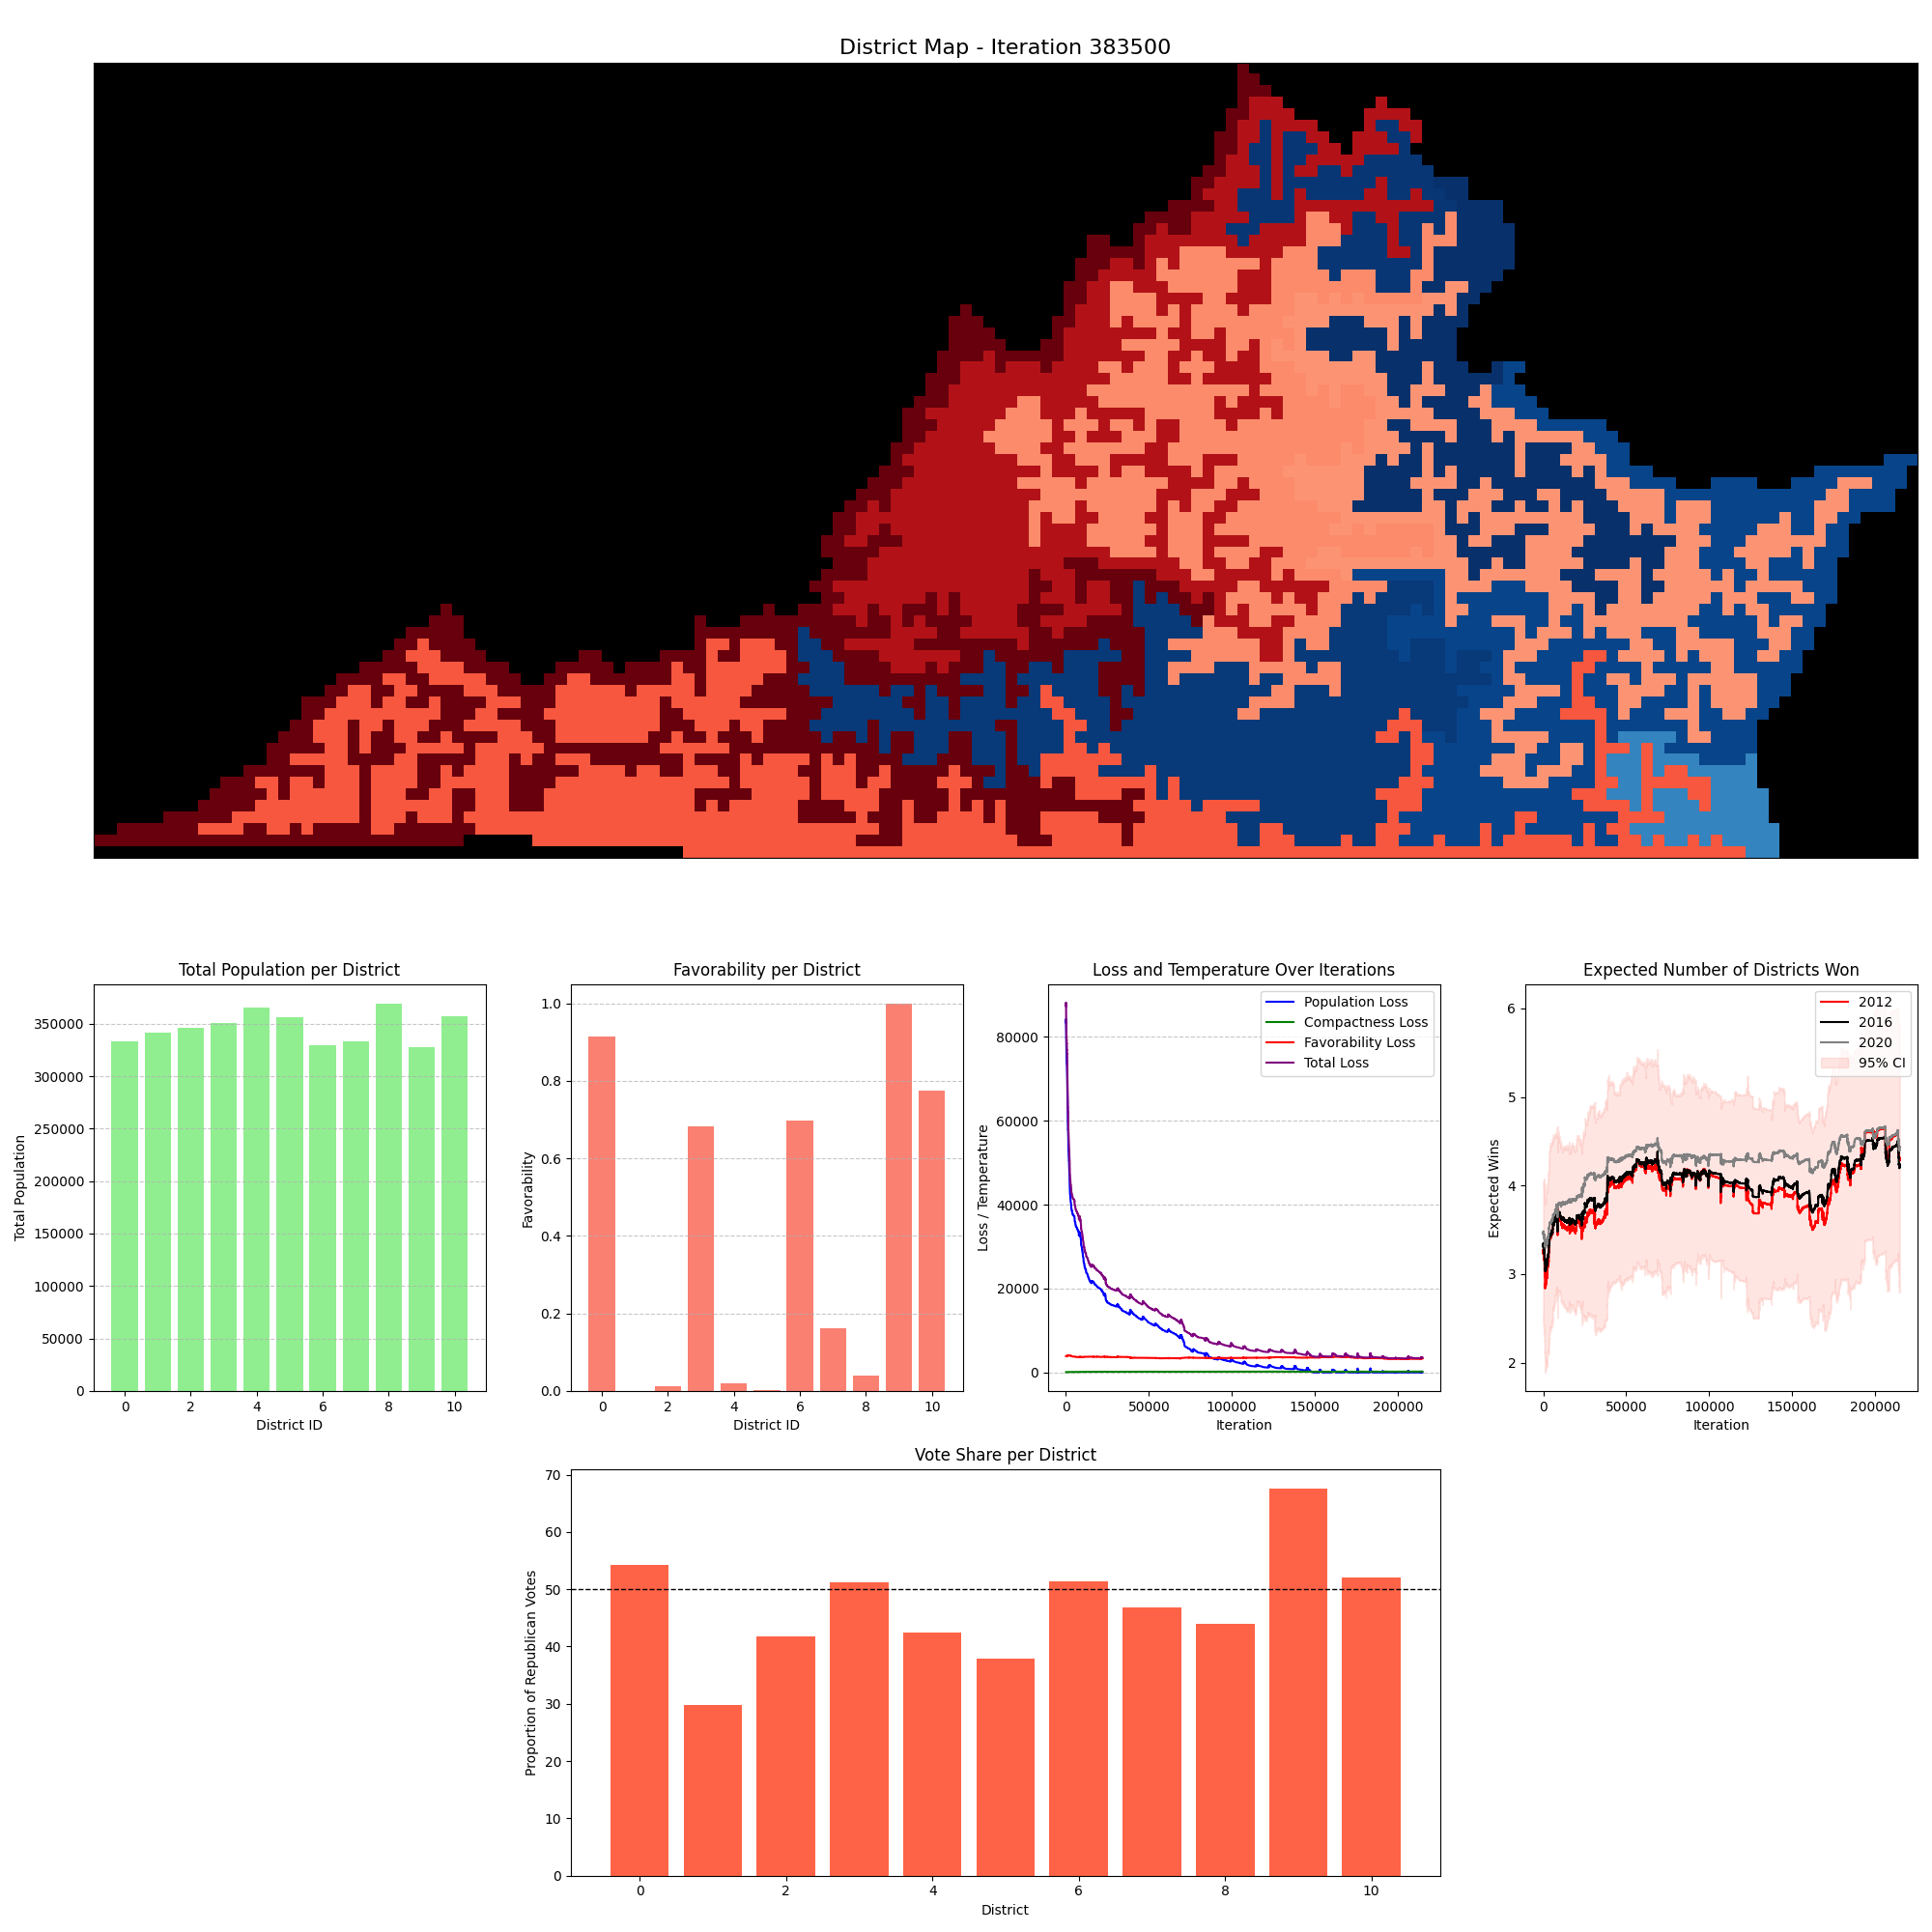 District Map - Iteration 383500
Total Population per District
Total Population
350000
300000
250000
200000
150000
100000
50000
0
0 2 4 6 8 10
District ID
Favorability per District
Favorability
1.0
0.8
0.6
0.4
0.2
0.0
0 2 4 6 8 10
District ID
Loss and Temperature Over Iterations
Loss / Temperature
80000
60000
40000
20000
0
Population Loss
Compactness Loss
Favorability Loss
Total Loss
0 50000 100000 150000 200000
Iteration
Expected Number of Districts Won
Expected Wins
6
5
4
3
2
2012
2016
2020
95% CI
0 50000 100000 150000 200000
Iteration
Vote Share per District
Proportion of Republican Votes
70
60
50
40
30
20
10
0
0 2 4 6 8 10
District